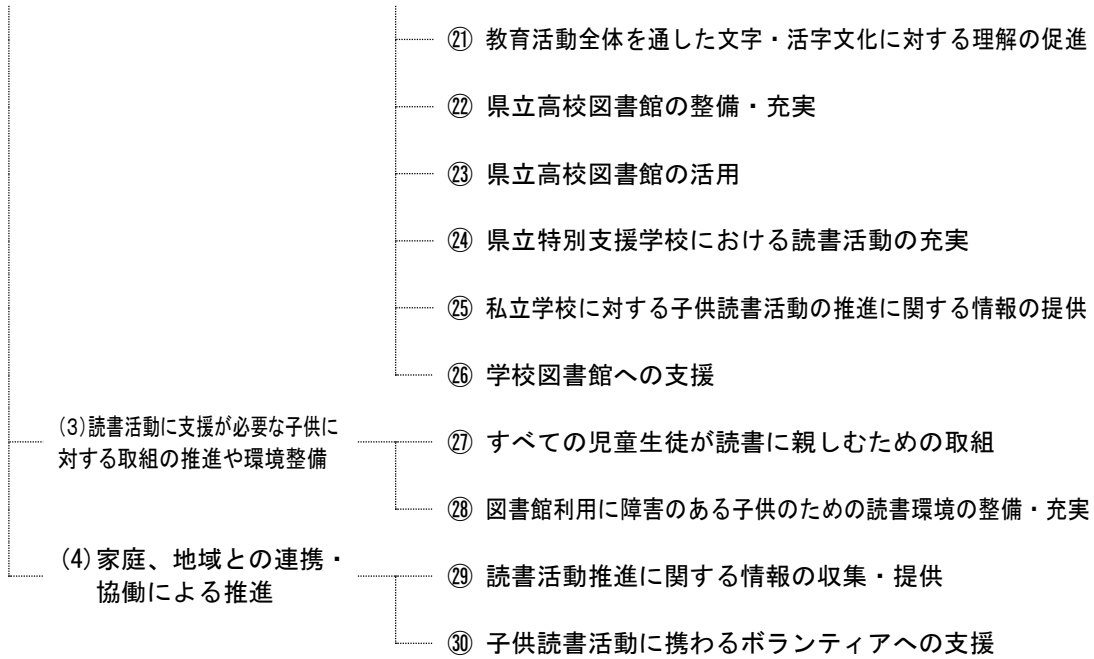 ㉑ 教育活動全体を通した文字・活字文化に対する理解の促進
㉒ 県立高校図書館の整備・充実
㉓ 県立高校図書館の活用
㉔ 県立特別支援学校における読書活動の充実
㉕ 私立学校に対する子供読書活動の推進に関する情報の提供
㉖ 学校図書館への支援
(3)読書活動に支援が必要な子供に
対する取組の推進や環境整備
㉗ すべての児童生徒が読書に親しむための取組
㉘ 図書館利用に障害のある子供のための読書環境の整備・充実
(4)家庭、地域との連携・
協働による推進
㉙ 読書活動推進に関する情報の収集・提供
㉚ 子供読書活動に携わるボランティアへの支援